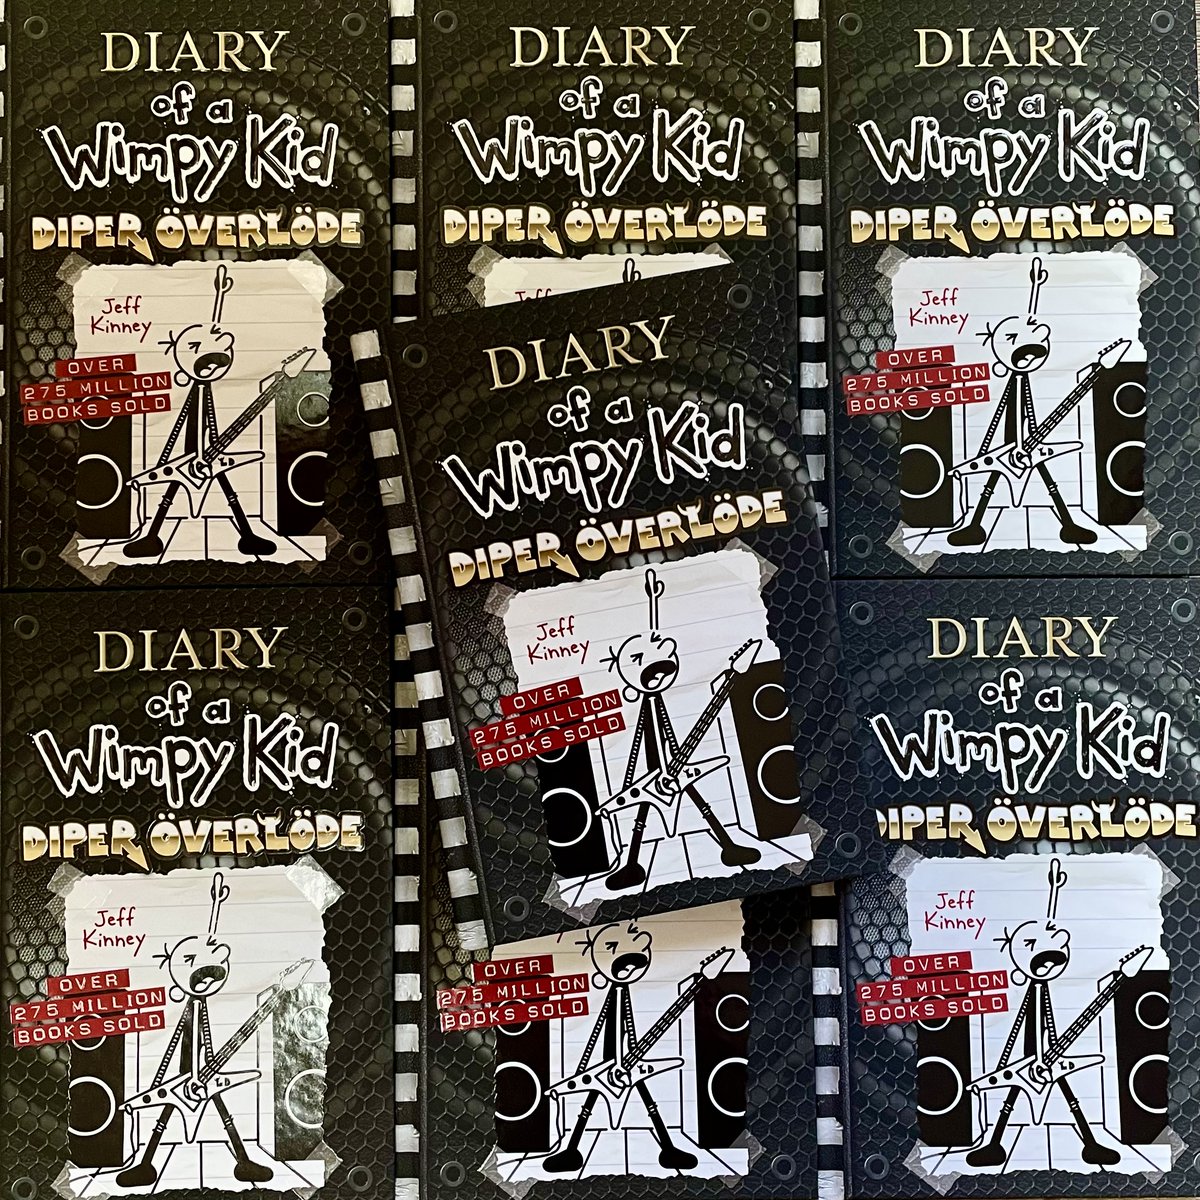 DIARY
of a
Wimpy Kid
DIPER ÖVERLÖDE
Jeff
Kinney
OVER
275 MILLION
BOOKS SOLD
DIARY
of a
Wimpy Kid
DIPER ÖVERLÖDE
Jeff
DIARY
of a
Wimpy Kid
DIPER ÖVERLÖDE
Jeff
Kinney
OVER
275 MILLION
BOOKS SOLD
DIARY
of a
Wimpy Kid
DIPER ÖVERLÖDE
Jeff
Kinney
OVER
275 MILLION
BOOKS SOLD
DIARY
of a
Wimpy Kid
DIPER ÖVERLÖDE
Jeff
Kinney
OVER
275 MILLION
BOOKS SOLD
OVER
275 MILLION
BOOKS SOLD
DIARY
of a
Wimpy Kid
DIPER ÖVERLÖDE
Jeff
Kinney
OVER
275 MILLION
BOOKS SOLD